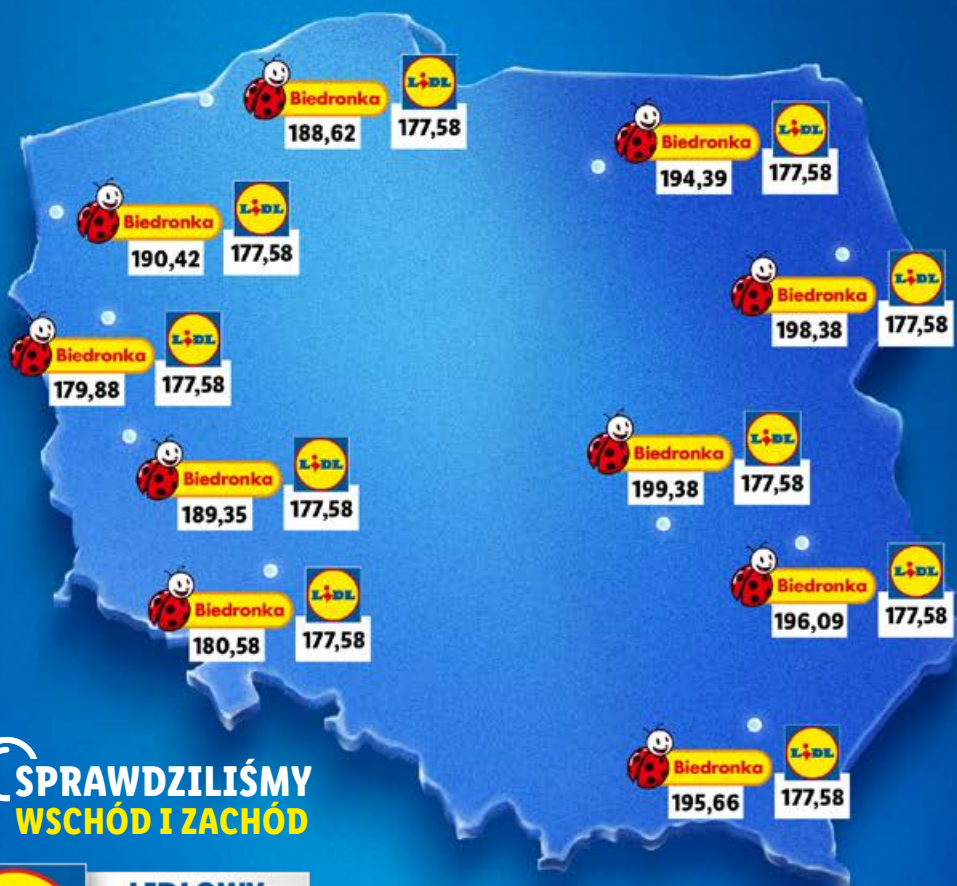 Biedronka
LiDL
188,62
177,58
Biedronka
LiDL
194,39
177,58
Biedronka
LiDL
190,42
177,58
Biedronka
LiDL
198,38
177,58
Biedronka
LiDL
179,88
177,58
Biedronka
LiDL
199,38
177,58
Biedronka
LiDL
189,35
177,58
Biedronka
LiDL
196,09
177,58
Biedronka
LiDL
180,58
177,58
Biedronka
LiDL
195,66
177,58
SPRAWDZILIŚMY
WSCHÓD I ZACHÓD